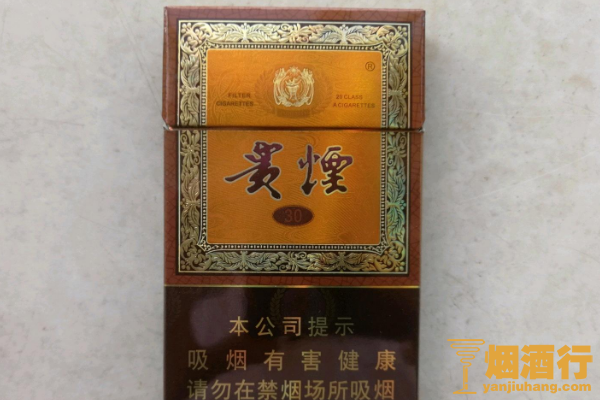 ®
FILTER 20 CLASS
CIGARETTES A CIGARETTES
贵煙
30
本公司提示
吸烟有害健康
请勿在禁烟场所吸烟
烟酒行
yanjiuhang.com